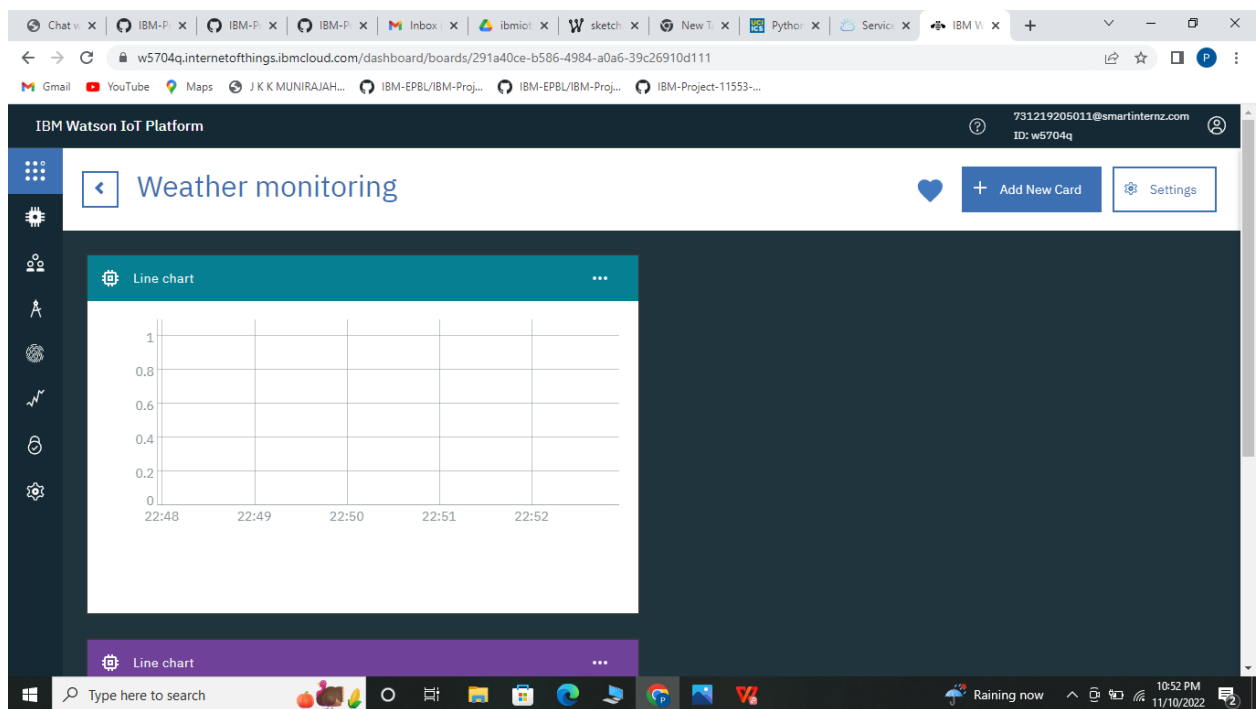 Chat w IBM-P IBM-P IBM-P Inbox ibmiot sketch New Ta Python Service IBM W
w5704q.internetofthings.ibmcloud.com/dashboard/boards/291a40ce-b586-4984-a0a6-39c26910d111 P
Gmail YouTube Maps J K K MUNIRAJAH... IBM-EPBL/IBM-Proj... IBM-EPBL/IBM-Proj... IBM-Project-11553-...
IBM Watson IoT Platform
731219205011@smartinternz.com
ID: w5704q
Weather monitoring
Add New Card
Settings
Line chart
1
0.8
0.6
0.4
0.2
0
22:48 22:49 22:50 22:51 22:52
Line chart
Type here to search
Raining now
10:52 PM
11/10/2022
2